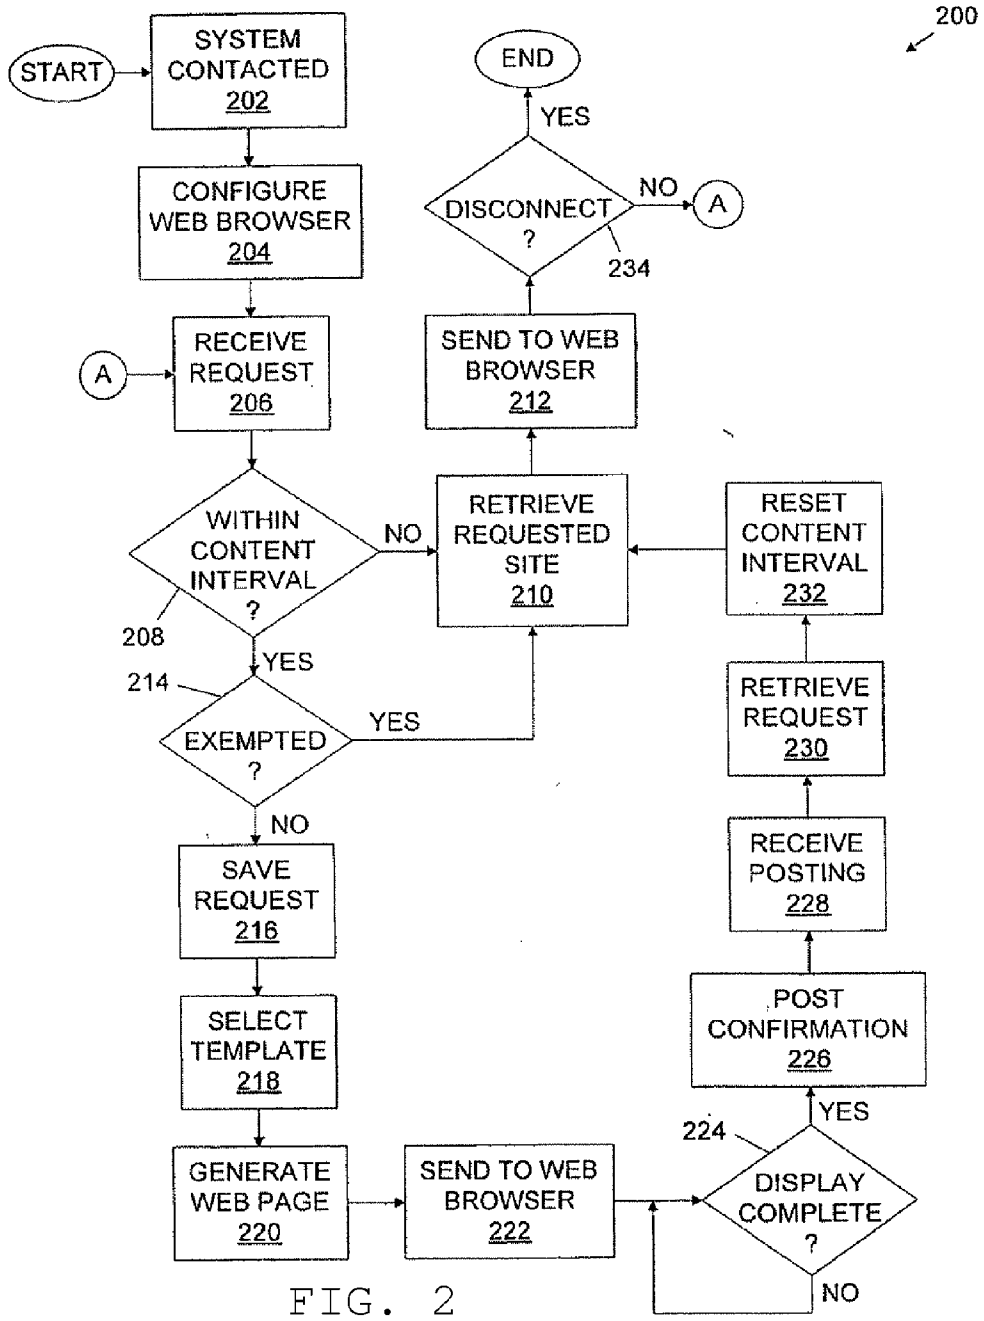 200
START
SYSTEM
CONTACTED
202
CONFIGURE
WEB BROWSER
204
A
RECEIVE
REQUEST
206
WITHIN
CONTENT
INTERVAL
?
208
NO
YES
214
EXEMPTED
?
YES
NO
SAVE
REQUEST
216
SELECT
TEMPLATE
218
GENERATE
WEB PAGE
220
SEND TO WEB
BROWSER
222
224
DISPLAY
COMPLETE
?
NO
YES
POST
CONFIRMATION
226
RECEIVE
POSTING
228
RETRIEVE
REQUEST
230
RESET
CONTENT
INTERVAL
232
RETRIEVE
REQUESTED
SITE
210
SEND TO WEB
BROWSER
212
DISCONNECT
?
234
NO
A
YES
END
FIG. 2